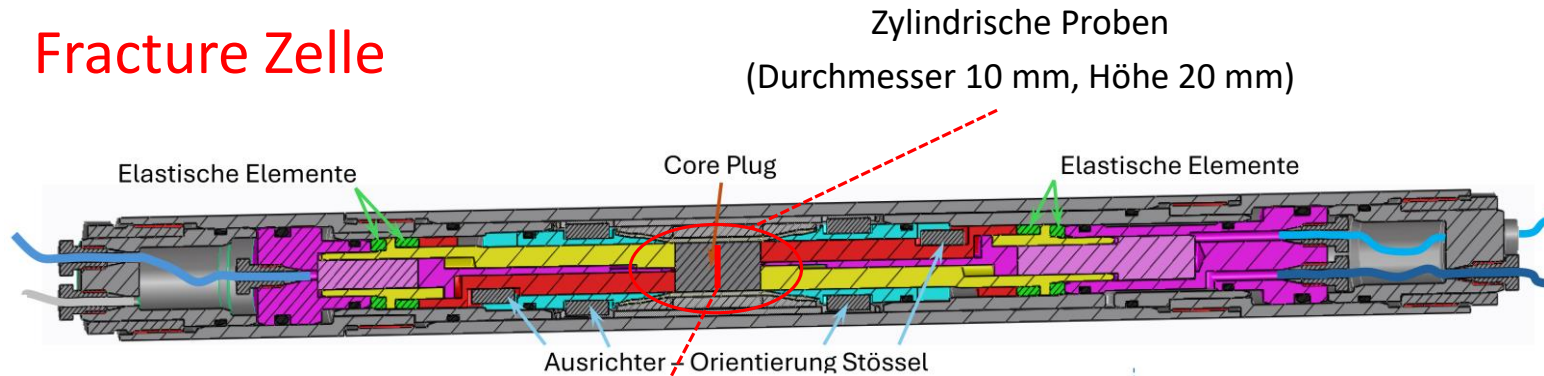 Fracture Zelle
Zylindrische Proben
(Durchmesser 10 mm, Höhe 20 mm)
Elastische Elemente
Core Plug
Elastische Elemente
Ausrichter – Orientierung Stössel